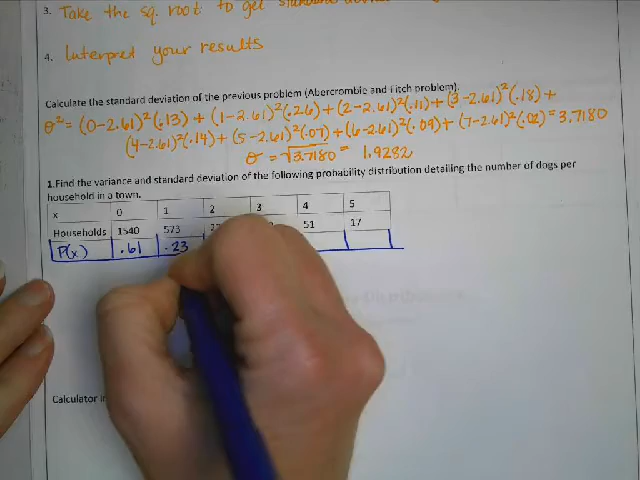 3. Take the sq. root to get standard
4. Interpret your results
Calculate the standard deviation of the previous problem (Abercrombie and Fitch problem).
σ² = (0-2.61)²(.13) + (1-2.61)²(.26) + (2-2.61)²(.11) + (3-2.61)²(.18) +
(4-2.61)²(.14) + (5-2.61)²(.07) + (6-2.61)²(.09) + (7-2.61)²(.02) = 3.7180
σ = √3.7180 = 1.9282
1.Find the variance and standard deviation of the following probability distribution detailing the number of dogs per
household in a town.
x 0 1 2 3 4 5
Households 1540 573 51 17
P(x) .61 .23
Calculator